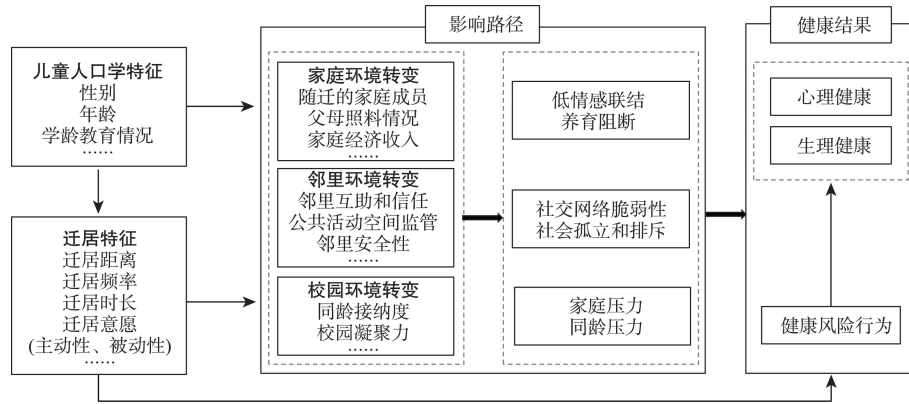 儿童人口学特征
性别
年龄
学龄教育情况
……
迁居特征
迁居距离
迁居频率
迁居时长
迁居意愿
(主动性、被动性)
……
影响路径
家庭环境转变
随迁的家庭成员
父母照料情况
家庭经济收入
……
邻里环境转变
邻里互助和信任
公共活动空间监管
邻里安全性
……
校园环境转变
同龄接纳度
校园凝聚力
……
低情感联结
养育阻断
社交网络脆弱性
社会孤立和排斥
家庭压力
同龄压力
健康结果
心理健康
生理健康
健康风险行为